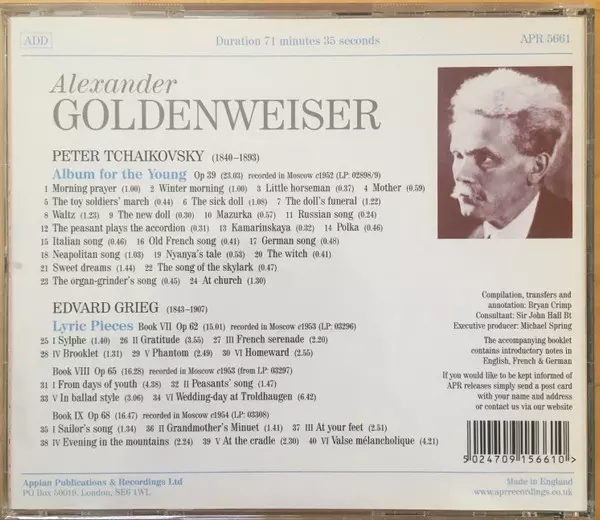 ADD
Duration 71 minutes 35 seconds
APR 5661
Alexander
GOLDENWEISER
PETER TCHAIKOVSKY (1840–1893)
Album for the Young Op 39 (23.03) recorded in Moscow c1952 (LP: 02898/9)
1 Morning prayer (1.00) 2 Winter morning (1.00) 3 Little horseman (0.37) 4 Mother (0.59)
5 The toy soldiers' march (0.44) 6 The sick doll (1.08) 7 The doll's funeral (1.22)
8 Waltz (1.23) 9 The new doll (0.30) 10 Mazurka (0.57) 11 Russian song (0.24)
12 The peasant plays the accordion (0.31) 13 Kamarinskaya (0.32) 14 Polka (0.46)
15 Italian song (0.46) 16 Old French song (0.41) 17 German song (0.48)
18 Neapolitan song (1.03) 19 Nyanya's tale (0.53) 20 The witch (0.41)
21 Sweet dreams (1.44) 22 The song of the skylark (0.47)
23 The organ-grinder's song (0.45) 24 At church (1.30)
EDVARD GRIEG (1843–1907)
Lyric Pieces Book VII Op 62 (15.01) recorded in Moscow c1953 (LP: 03296)
25 I Sylphe (1.40) 26 II Gratitude (3.55) 27 III French serenade (2.20)
28 IV Brooklet (1.31) 29 V Phantom (2.49) 30 VI Homeward (2.55)
Book VIII Op 65 (16.28) recorded in Moscow c1953 (from LP: 03297)
31 I From days of youth (4.38) 32 II Peasants' song (1.47)
33 V In ballad style (3.06) 34 VI Wedding-day at Troldhaugen (6.42)
Book IX Op 68 (16.47) recorded in Moscow c1954 (LP: 03308)
35 I Sailor's song (1.34) 36 II Grandmother's Minuet (1.41) 37 III At your feet (2.51)
38 IV Evening in the mountains (2.24) 39 V At the cradle (2.30) 40 VI Valse mélancholique (4.21)
Compilation, transfers and
annotation: Bryan Crimp
Consultant: Sir John Hall Bt
Executive producer: Michael Spring
The accompanying booklet
contains introductory notes in
English, French & German
If you would like to be kept informed of
APR releases simply send a post card
with your name and address
or contact us via our website
5 024709 156610 >
Appian Publications & Recordings Ltd
PO Box 50019, London, SE6 1WL
Made in England
www.aprrecordings.co.uk